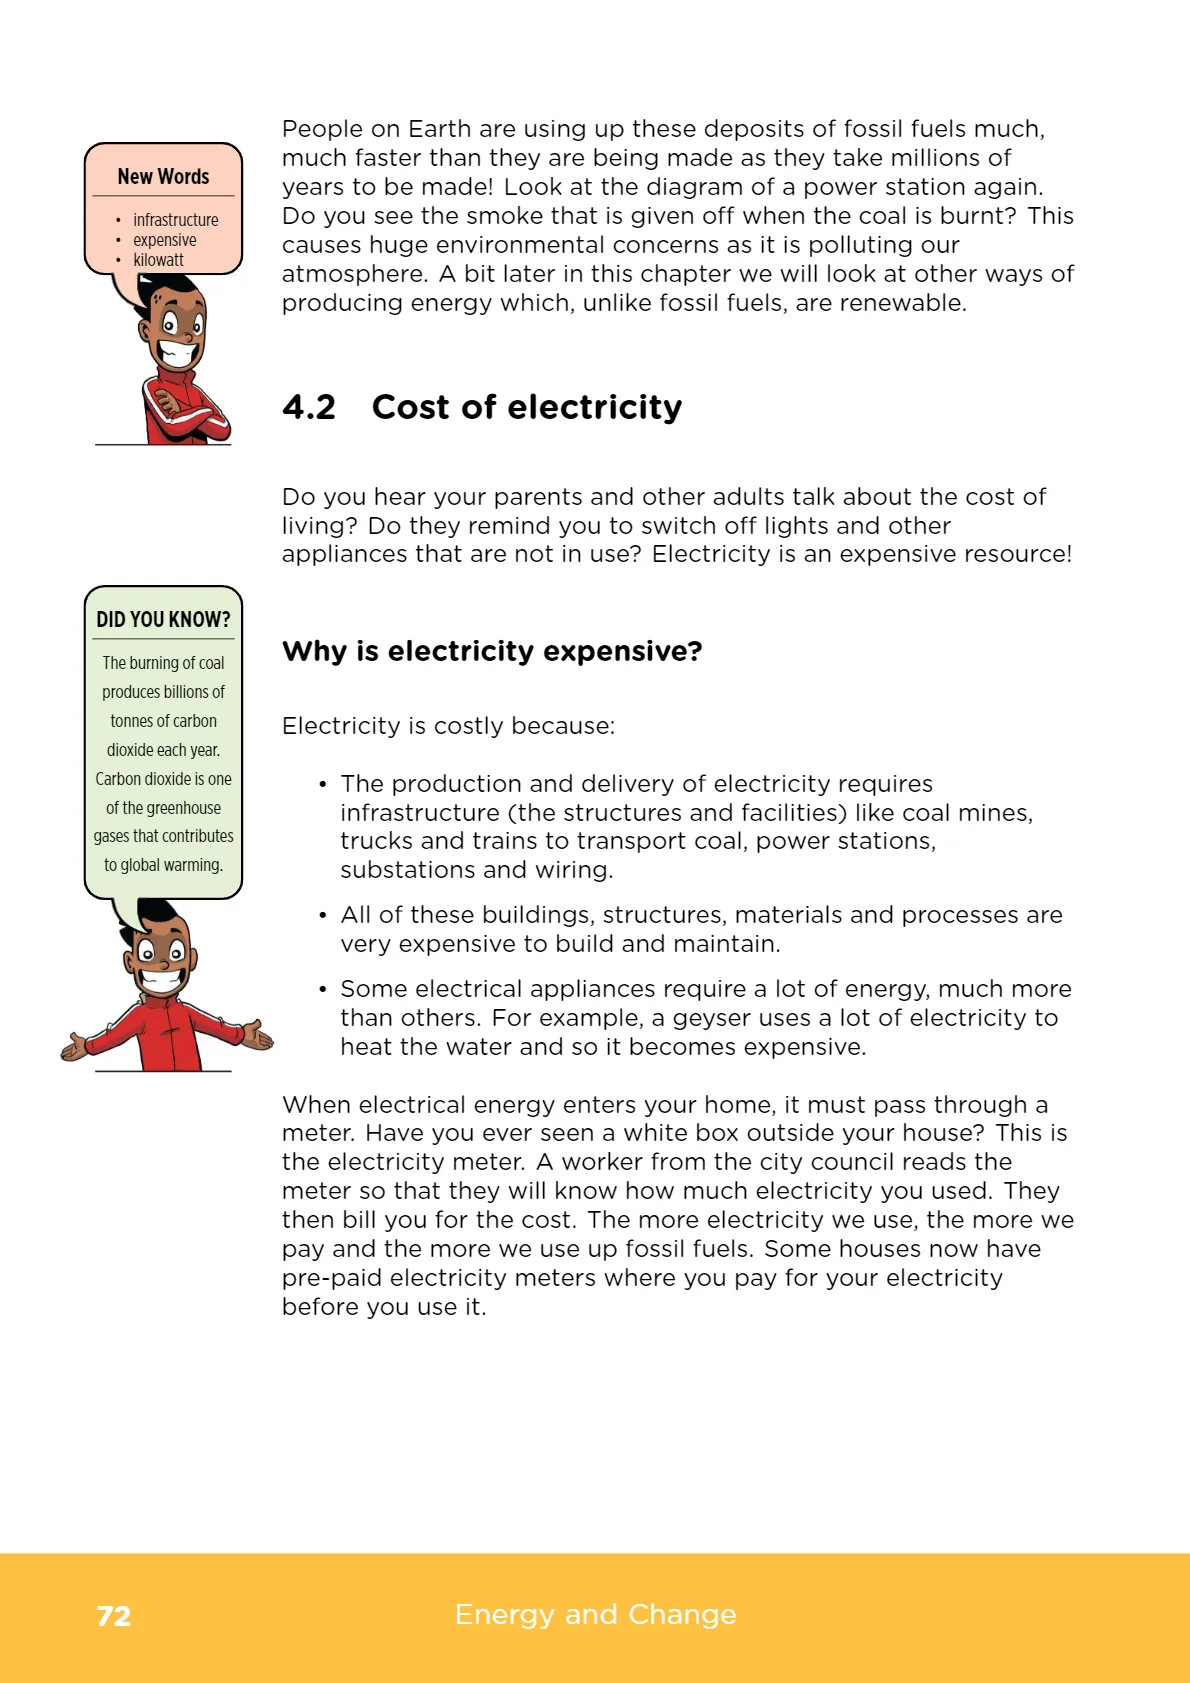 People on Earth are using up these deposits of fossil fuels much,
much faster than they are being made as they take millions of
years to be made! Look at the diagram of a power station again.
Do you see the smoke that is given off when the coal is burnt? This
causes huge environmental concerns as it is polluting our
atmosphere. A bit later in this chapter we will look at other ways of
producing energy which, unlike fossil fuels, are renewable.
New Words
• infrastructure
• expensive
• kilowatt
4.2 Cost of electricity
Do you hear your parents and other adults talk about the cost of
living? Do they remind you to switch off lights and other
appliances that are not in use? Electricity is an expensive resource!
DID YOU KNOW?
The burning of coal
produces billions of
tonnes of carbon
dioxide each year.
Carbon dioxide is one
of the greenhouse
gases that contributes
to global warming.
Why is electricity expensive?
Electricity is costly because:
• The production and delivery of electricity requires
infrastructure (the structures and facilities) like coal mines,
trucks and trains to transport coal, power stations,
substations and wiring.
• All of these buildings, structures, materials and processes are
very expensive to build and maintain.
• Some electrical appliances require a lot of energy, much more
than others. For example, a geyser uses a lot of electricity to
heat the water and so it becomes expensive.
When electrical energy enters your home, it must pass through a
meter. Have you ever seen a white box outside your house? This is
the electricity meter. A worker from the city council reads the
meter so that they will know how much electricity you used. They
then bill you for the cost. The more electricity we use, the more we
pay and the more we use up fossil fuels. Some houses now have
pre-paid electricity meters where you pay for your electricity
before you use it.
72
Energy and Change